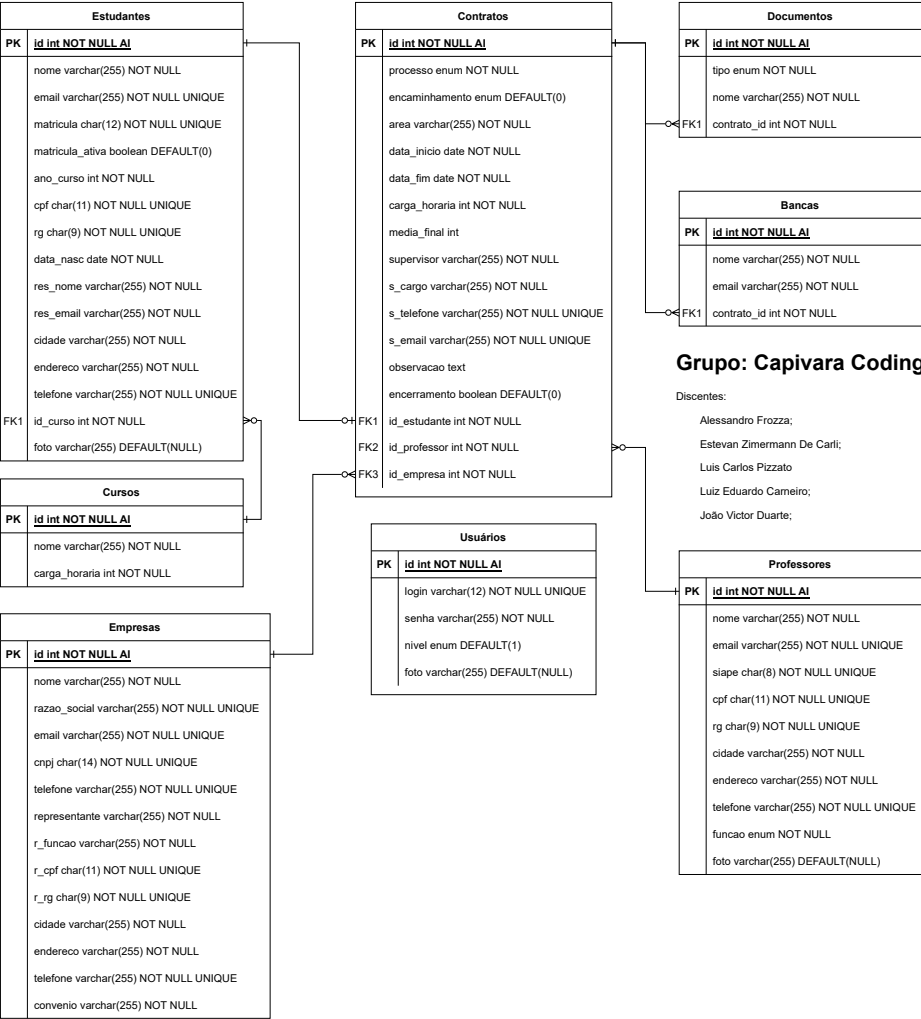 Estudantes
PK id int NOT NULL AI
nome varchar(255) NOT NULL
email varchar(255) NOT NULL UNIQUE
matricula char(12) NOT NULL UNIQUE
matricula_ativa boolean DEFAULT(0)
ano_curso int NOT NULL
cpf char(11) NOT NULL UNIQUE
rg char(9) NOT NULL UNIQUE
data_nasc date NOT NULL
res_nome varchar(255) NOT NULL
res_email varchar(255) NOT NULL
cidade varchar(255) NOT NULL
endereco varchar(255) NOT NULL
telefone varchar(255) NOT NULL UNIQUE
FK1 id_curso int NOT NULL
foto varchar(255) DEFAULT(NULL)
Cursos
PK id int NOT NULL AI
nome varchar(255) NOT NULL
carga_horaria int NOT NULL
Empresas
PK id int NOT NULL AI
nome varchar(255) NOT NULL
razao_social varchar(255) NOT NULL UNIQUE
email varchar(255) NOT NULL UNIQUE
cnpj char(14) NOT NULL UNIQUE
telefone varchar(255) NOT NULL UNIQUE
representante varchar(255) NOT NULL
r_funcao varchar(255) NOT NULL
r_cpf char(11) NOT NULL UNIQUE
r_rg char(9) NOT NULL UNIQUE
cidade varchar(255) NOT NULL
endereco varchar(255) NOT NULL
telefone varchar(255) NOT NULL UNIQUE
convenio varchar(255) NOT NULL
Contratos
PK id int NOT NULL AI
processo enum NOT NULL
encaminhamento enum DEFAULT(0)
area varchar(255) NOT NULL
data_inicio date NOT NULL
data_fim date NOT NULL
carga_horaria int NOT NULL
media_final int
supervisor varchar(255) NOT NULL
s_cargo varchar(255) NOT NULL
s_telefone varchar(255) NOT NULL UNIQUE
s_email varchar(255) NOT NULL UNIQUE
observacao text
encerramento boolean DEFAULT(0)
FK1 id_estudante int NOT NULL
FK2 id_professor int NOT NULL
FK3 id_empresa int NOT NULL
Usuários
PK id int NOT NULL AI
login varchar(12) NOT NULL UNIQUE
senha varchar(255) NOT NULL
nivel enum DEFAULT(1)
foto varchar(255) DEFAULT(NULL)
Documentos
PK id int NOT NULL AI
tipo enum NOT NULL
nome varchar(255) NOT NULL
FK1 contrato_id int NOT NULL
Bancas
PK id int NOT NULL AI
nome varchar(255) NOT NULL
email varchar(255) NOT NULL
FK1 contrato_id int NOT NULL
Grupo: Capivara Coding
Discentes:
Alessandro Frozza;
Estevan Zimermann De Carli;
Luis Carlos Pizzato
Luiz Eduardo Carneiro;
João Victor Duarte;
Professores
PK id int NOT NULL AI
nome varchar(255) NOT NULL
email varchar(255) NOT NULL UNIQUE
siape char(8) NOT NULL UNIQUE
cpf char(11) NOT NULL UNIQUE
rg char(9) NOT NULL UNIQUE
cidade varchar(255) NOT NULL
endereco varchar(255) NOT NULL
telefone varchar(255) NOT NULL UNIQUE
funcao enum NOT NULL
foto varchar(255) DEFAULT(NULL)